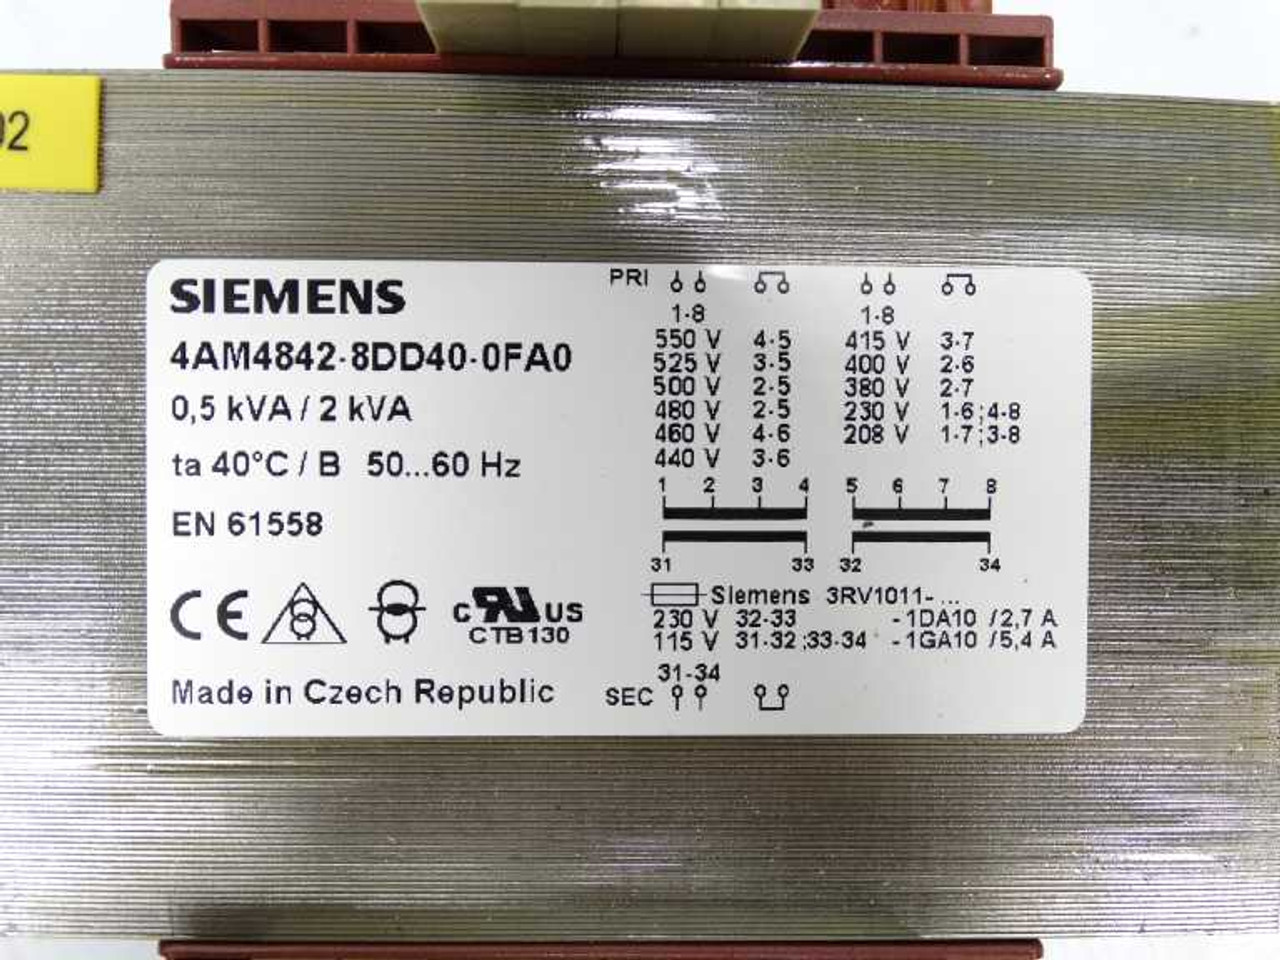 02
SIEMENS
4AM4842-8DD40-0FA0
0,5 kVA / 2 kVA
ta 40°C / B 50...60 Hz
EN 61558
CE
c RU US
CTB130
Made in Czech Republic
PRI
1-8 1-8
550 V 4-5 415 V 3-7
525 V 3-5 400 V 2-6
500 V 2-5 380 V 2-7
480 V 2-5 230 V 1-6;4-8
460 V 4-6 208 V 1-7;3-8
440 V 3-6
1 2 3 4 5 6 7 8
31 33 32 34
Siemens 3RV1011-...
230 V 32-33 -1DA10 /2,7 A
115 V 31-32;33-34 -1GA10 /5,4 A
31-34
SEC